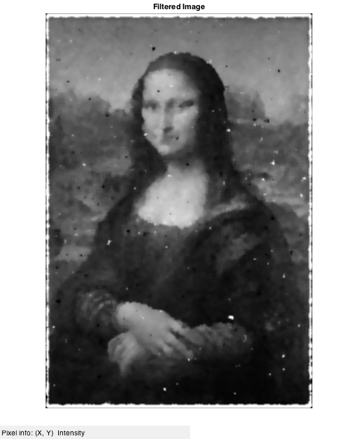 Filtered Image
Pixel info: (X, Y)  Intensity